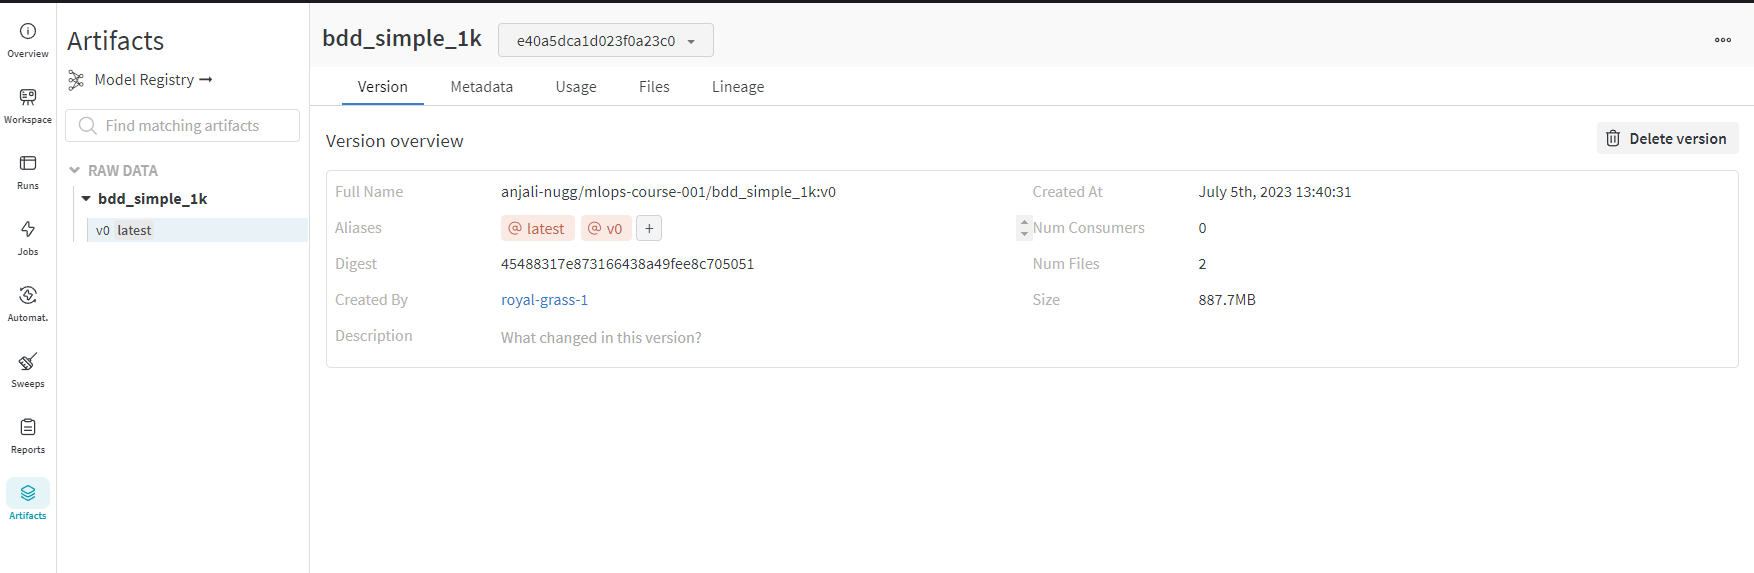 Overview
Workspace
Runs
Jobs
Automat.
Sweeps
Reports
Artifacts
Artifacts
Model Registry →
Find matching artifacts
RAW DATA
bdd_simple_1k
v0 latest
bdd_simple_1k e40a5dca1d023f0a23c0
Version Metadata Usage Files Lineage
Version overview
Delete version
Full Name anjali-nugg/mlops-course-001/bdd_simple_1k:v0 Created At July 5th, 2023 13:40:31
Aliases @ latest @ v0 + Num Consumers 0
Digest 45488317e873166438a49fee8c705051 Num Files 2
Created By royal-grass-1 Size 887.7MB
Description What changed in this version?